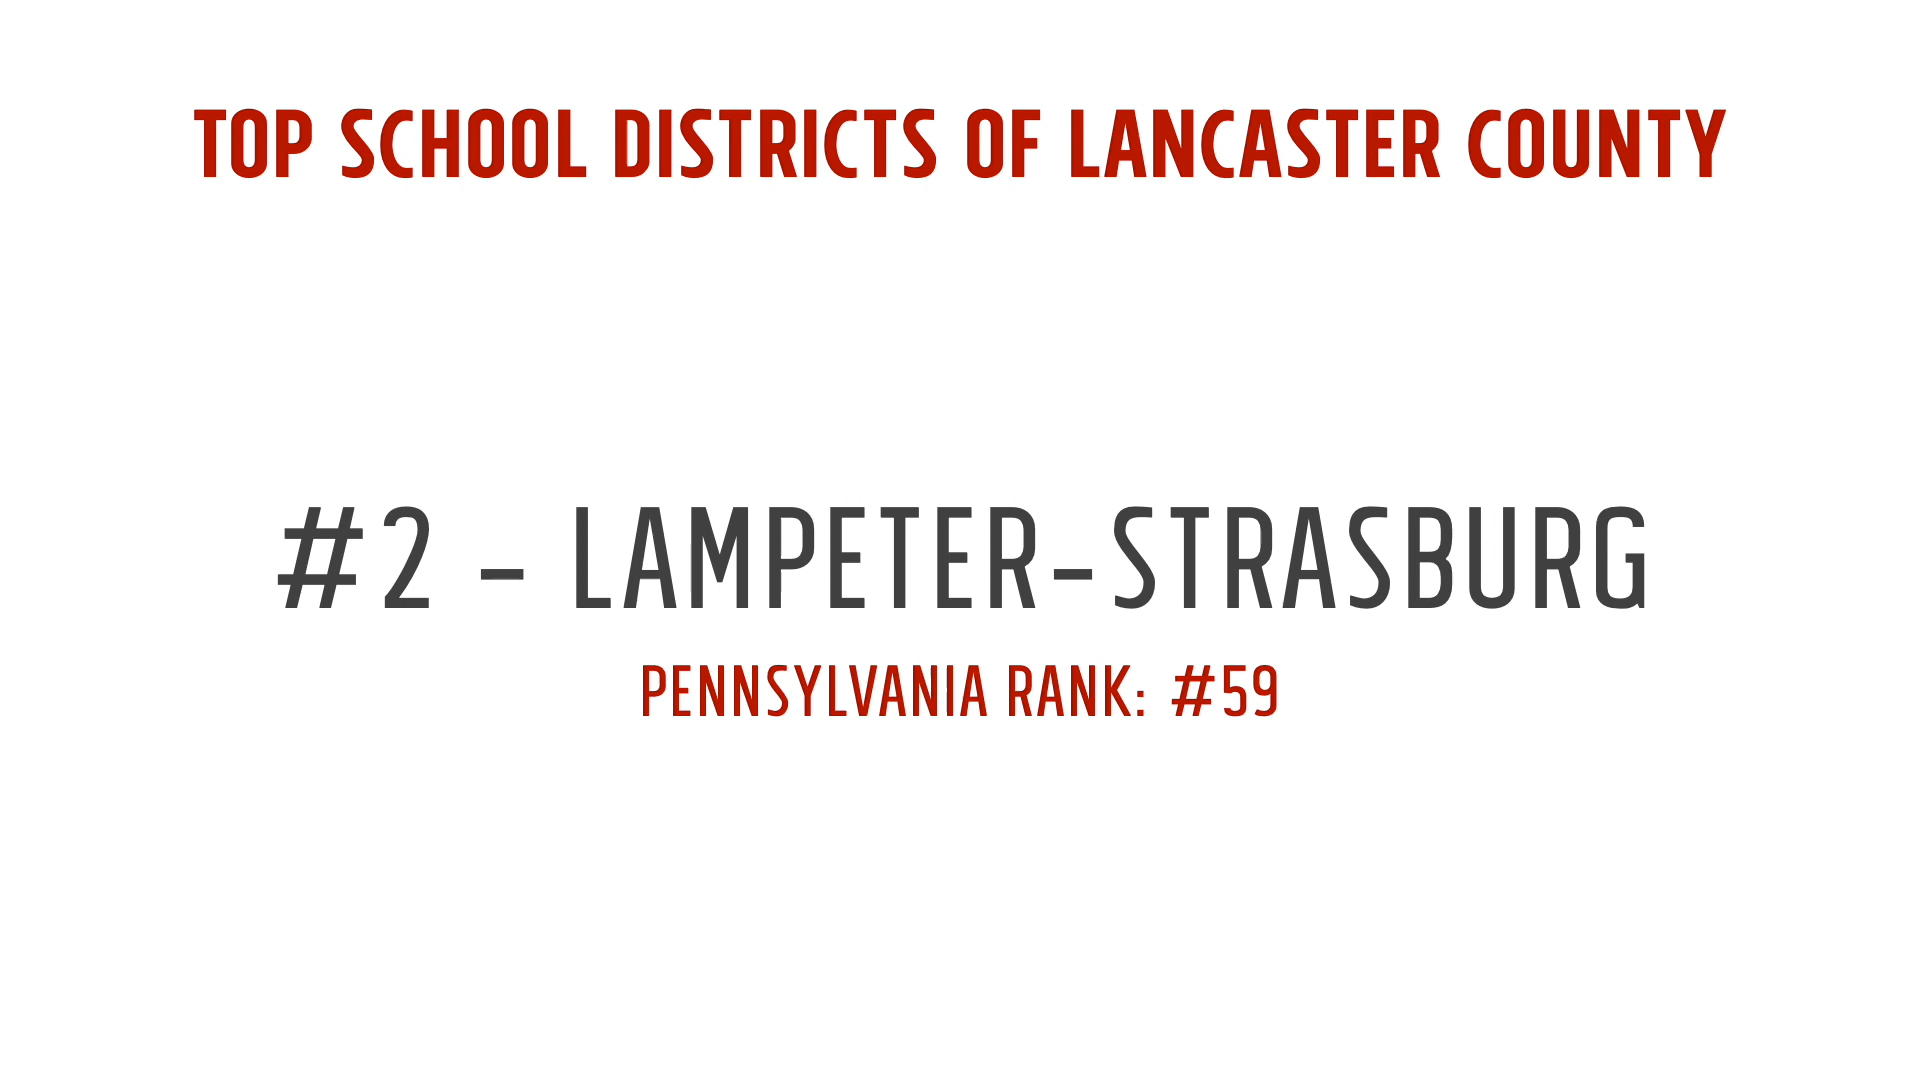 TOP SCHOOL DISTRICTS OF LANCASTER COUNTY
#2 - LAMPETER-STRASBURG
PENNSYLVANIA RANK: #59